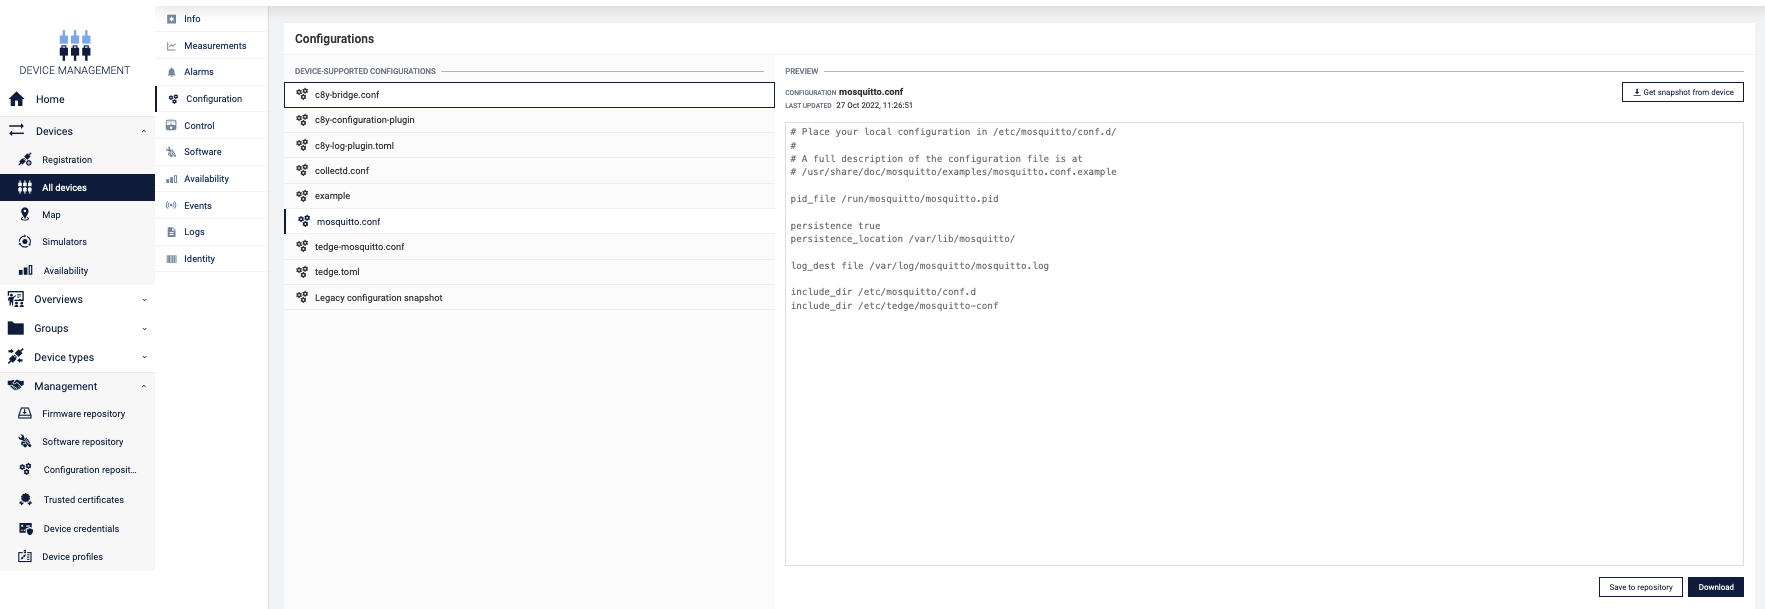 DEVICE MANAGEMENT
Home
Devices
Registration
All devices
Map
Simulators
Availability
Overviews
Groups
Device types
Management
Firmware repository
Software repository
Configuration reposit...
Trusted certificates
Device credentials
Device profiles
Info
Measurements
Alarms
Configuration
Control
Software
Availability
Events
Logs
Identity
Configurations
DEVICE-SUPPORTED CONFIGURATIONS
c8y-bridge.conf
c8y-configuration-plugin
c8y-log-plugin.toml
collectd.conf
example
mosquitto.conf
tedge-mosquitto.conf
tedge.toml
Legacy configuration snapshot
PREVIEW
CONFIGURATION mosquitto.conf
LAST UPDATED 27 Oct 2022, 11:26:51
Get snapshot from device
# Place your local configuration in /etc/mosquitto/conf.d/
#
# A full description of the configuration file is at
# /usr/share/doc/mosquitto/examples/mosquitto.conf.example
pid_file /run/mosquitto/mosquitto.pid
persistence true
persistence_location /var/lib/mosquitto/
log_dest file /var/log/mosquitto/mosquitto.log
include_dir /etc/mosquitto/conf.d
include_dir /etc/tedge/mosquitto-conf
Save to repository
Download